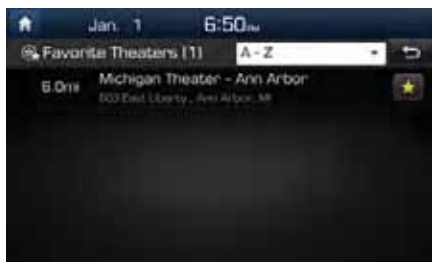 Jan. 1 6:50PM
Favorite Theaters (1) A - Z
6.0mi Michigan Theater - Ann Arbor
603 East Liberty, Ann Arbor, MI